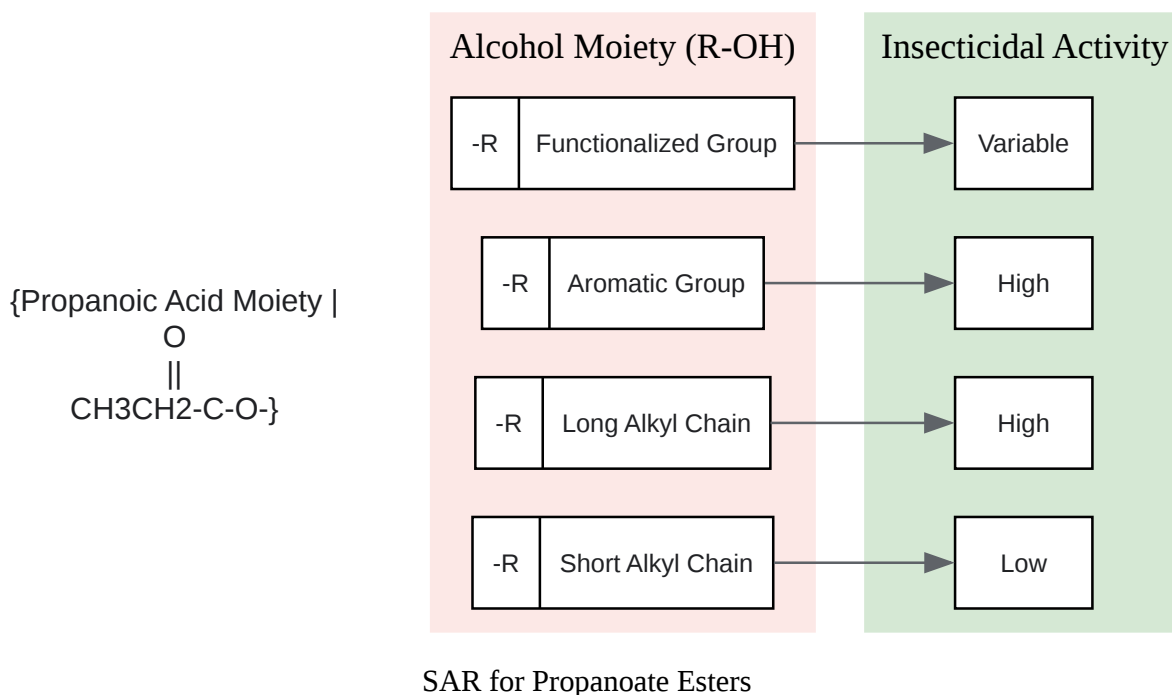 Alcohol Moiety (R-OH)
Insecticidal Activity
-R
Functionalized Group
Variable
-R
Aromatic Group
High
{Propanoic Acid Moiety |
O
||
CH3CH2-C-O-}
-R
Long Alkyl Chain
High
-R
Short Alkyl Chain
Low
SAR for Propanoate Esters